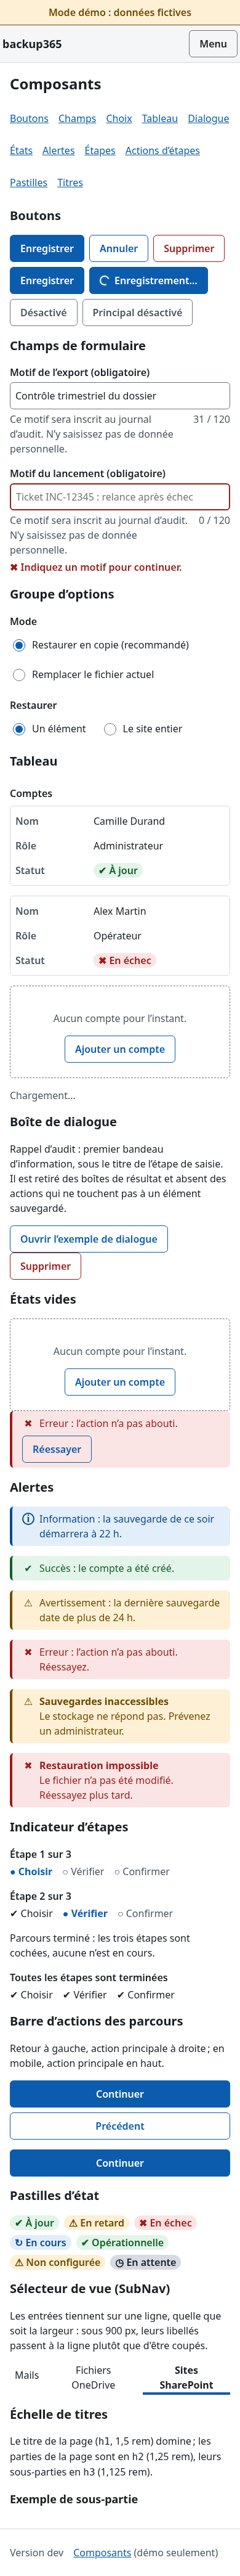 Mode démo : données fictives
backup365
Menu
Composants
Boutons Champs Choix Tableau Dialogue
États Alertes Étapes Actions d’étapes
Pastilles Titres
Boutons
Enregistrer Annuler Supprimer
Enregistrer Enregistrement…
Désactivé Principal désactivé
Champs de formulaire
Motif de l’export (obligatoire)
Contrôle trimestriel du dossier
Ce motif sera inscrit au journal 31 / 120
d’audit. N’y saisissez pas de donnée
personnelle.
Motif du lancement (obligatoire)
Ticket INC-12345 : relance après échec
Ce motif sera inscrit au journal d’audit. 0 / 120
N’y saisissez pas de donnée
personnelle.
✖ Indiquez un motif pour continuer.
Groupe d’options
Mode
Restaurer en copie (recommandé)
Remplacer le fichier actuel
Restaurer
Un élément Le site entier
Tableau
Comptes
Nom Camille Durand
Rôle Administrateur
Statut ✔ À jour
Nom Alex Martin
Rôle Opérateur
Statut ✖ En échec
Aucun compte pour l’instant.
Ajouter un compte
Chargement…
Boîte de dialogue
Rappel d’audit : premier bandeau
d’information, sous le titre de l’étape de saisie.
Il est retiré des boîtes de résultat et absent des
actions qui ne touchent pas à un élément
sauvegardé.
Ouvrir l’exemple de dialogue
Supprimer
États vides
Aucun compte pour l’instant.
Ajouter un compte
✖ Erreur : l’action n’a pas abouti.
Réessayer
Alertes
ⓘ Information : la sauvegarde de ce soir
démarrera à 22 h.
✔ Succès : le compte a été créé.
⚠ Avertissement : la dernière sauvegarde
date de plus de 24 h.
✖ Erreur : l’action n’a pas abouti.
Réessayez.
⚠ Sauvegardes inaccessibles
Le stockage ne répond pas. Prévenez
un administrateur.
✖ Restauration impossible
Le fichier n’a pas été modifié.
Réessayez plus tard.
Indicateur d’étapes
Étape 1 sur 3
● Choisir ○ Vérifier ○ Confirmer
Étape 2 sur 3
✔ Choisir ● Vérifier ○ Confirmer
Parcours terminé : les trois étapes sont
cochées, aucune n’est en cours.
Toutes les étapes sont terminées
✔ Choisir ✔ Vérifier ✔ Confirmer
Barre d’actions des parcours
Retour à gauche, action principale à droite ; en
mobile, action principale en haut.
Continuer
Précédent
Continuer
Pastilles d’état
✔ À jour ⚠ En retard ✖ En échec
↻ En cours ✔ Opérationnelle
⚠ Non configurée ◷ En attente
Sélecteur de vue (SubNav)
Les entrées tiennent sur une ligne, quelle que
soit la largeur : sous 900 px, leurs libellés
passent à la ligne plutôt que d'être coupés.
Mails
Fichiers
OneDrive
Sites
SharePoint
Échelle de titres
Le titre de la page (h1, 1,5 rem) domine ; les
parties de la page sont en h2 (1,25 rem), leurs
sous-parties en h3 (1,125 rem).
Exemple de sous-partie
Version dev Composants (démo seulement)